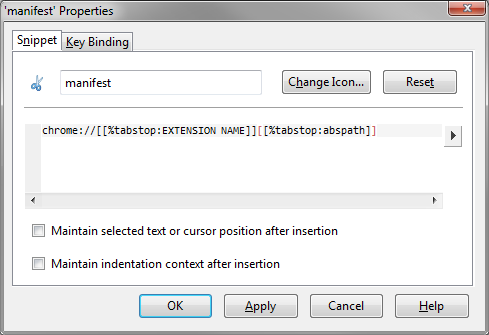 'manifest' Properties
Snippet Key Binding
manifest Change Icon... Reset
chrome://[[%tabstop:EXTENSION NAME]][[%tabstop:abspath]]
Maintain selected text or cursor position after insertion
Maintain indentation context after insertion
OK Apply Cancel Help